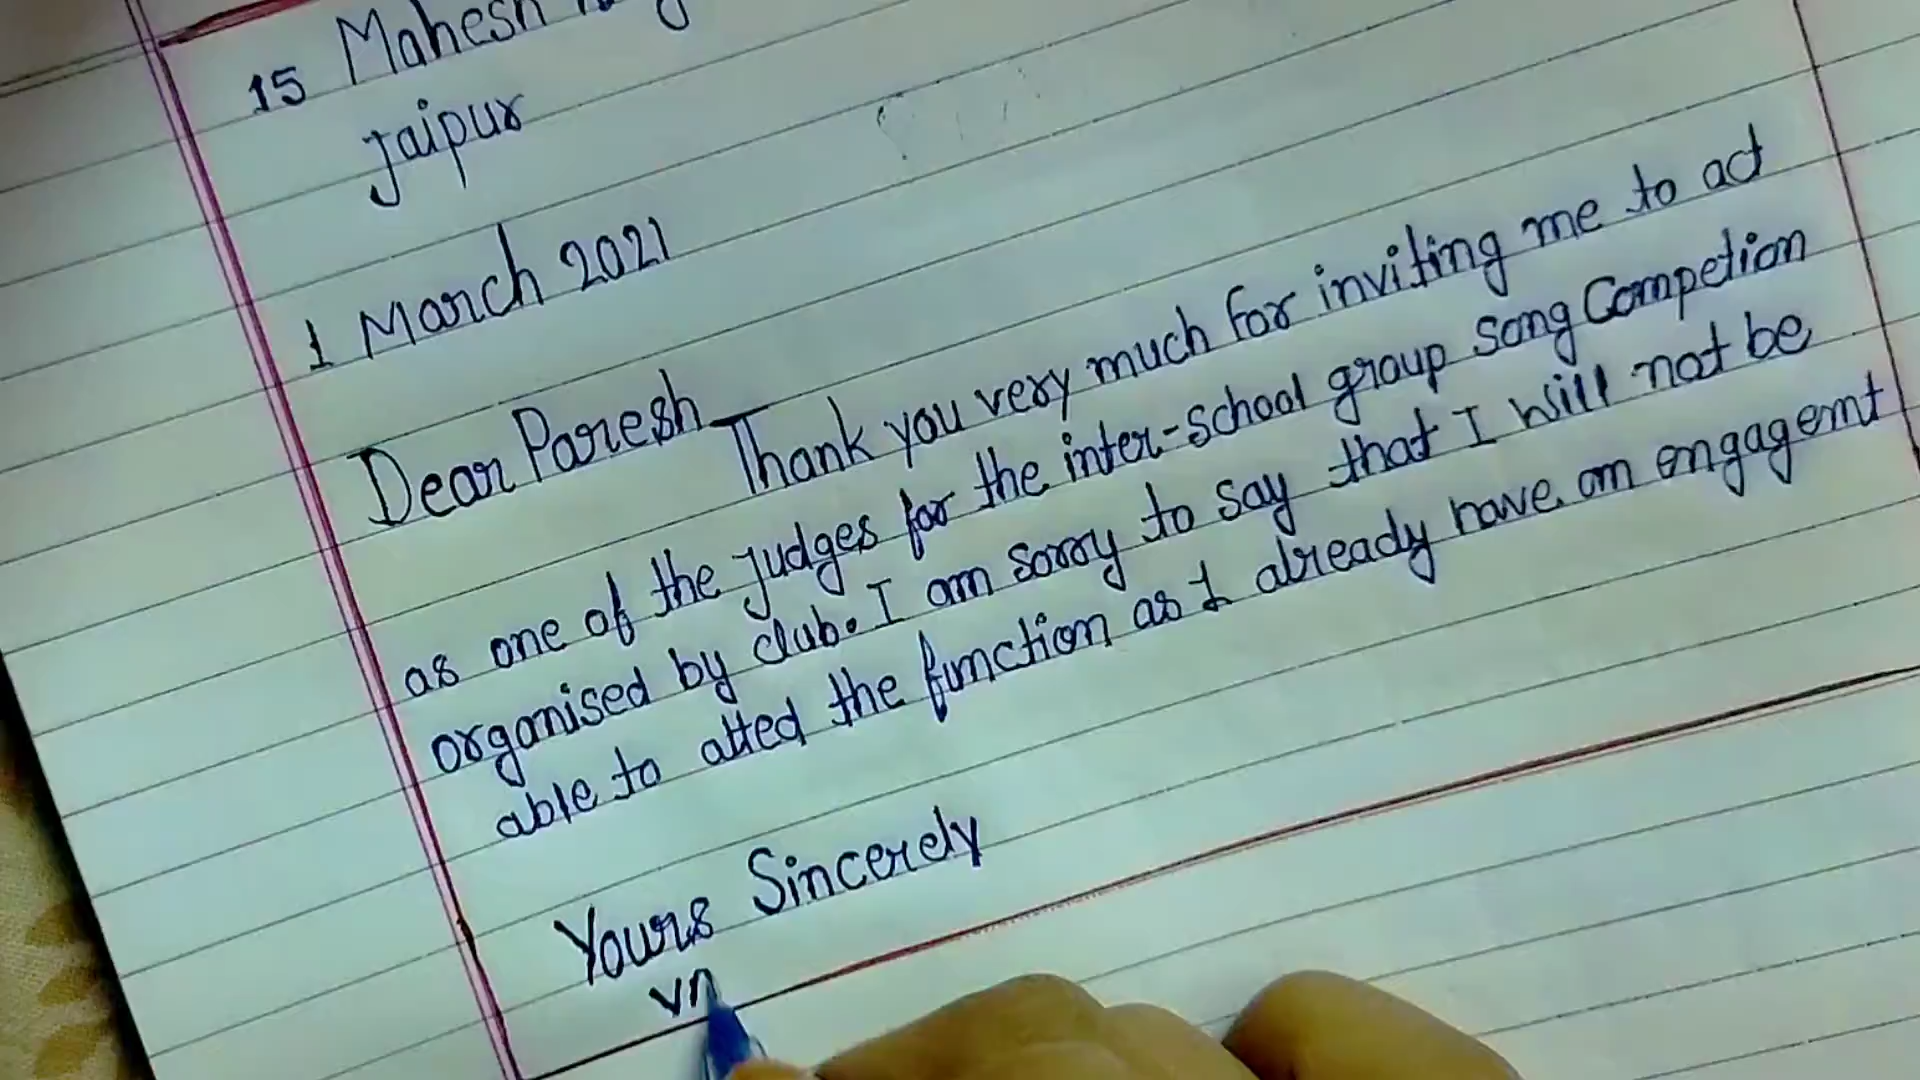 15 Mahesh
Jaipur
1 March 2021
Dear Paresh
Thank you very much for inviting me to act
as one of the judges for the inter-school group song Competion
organised by club. I am sorry to say that I will not be
able to atted the function as I already have an engagemt
Yours Sincerely